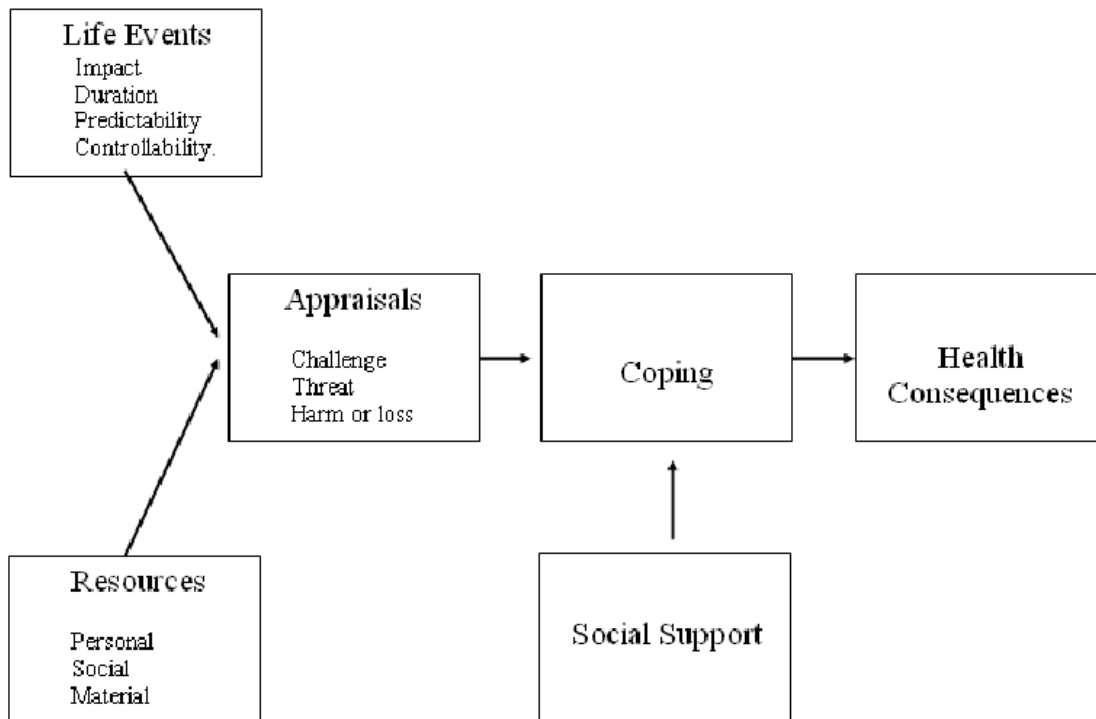 Life Events
Impact
Duration
Predictability
Controllability.
Appraisals
Challenge
Threat
Harm or loss
Coping
Health
Consequences
Resources
Personal
Social
Material
Social Support